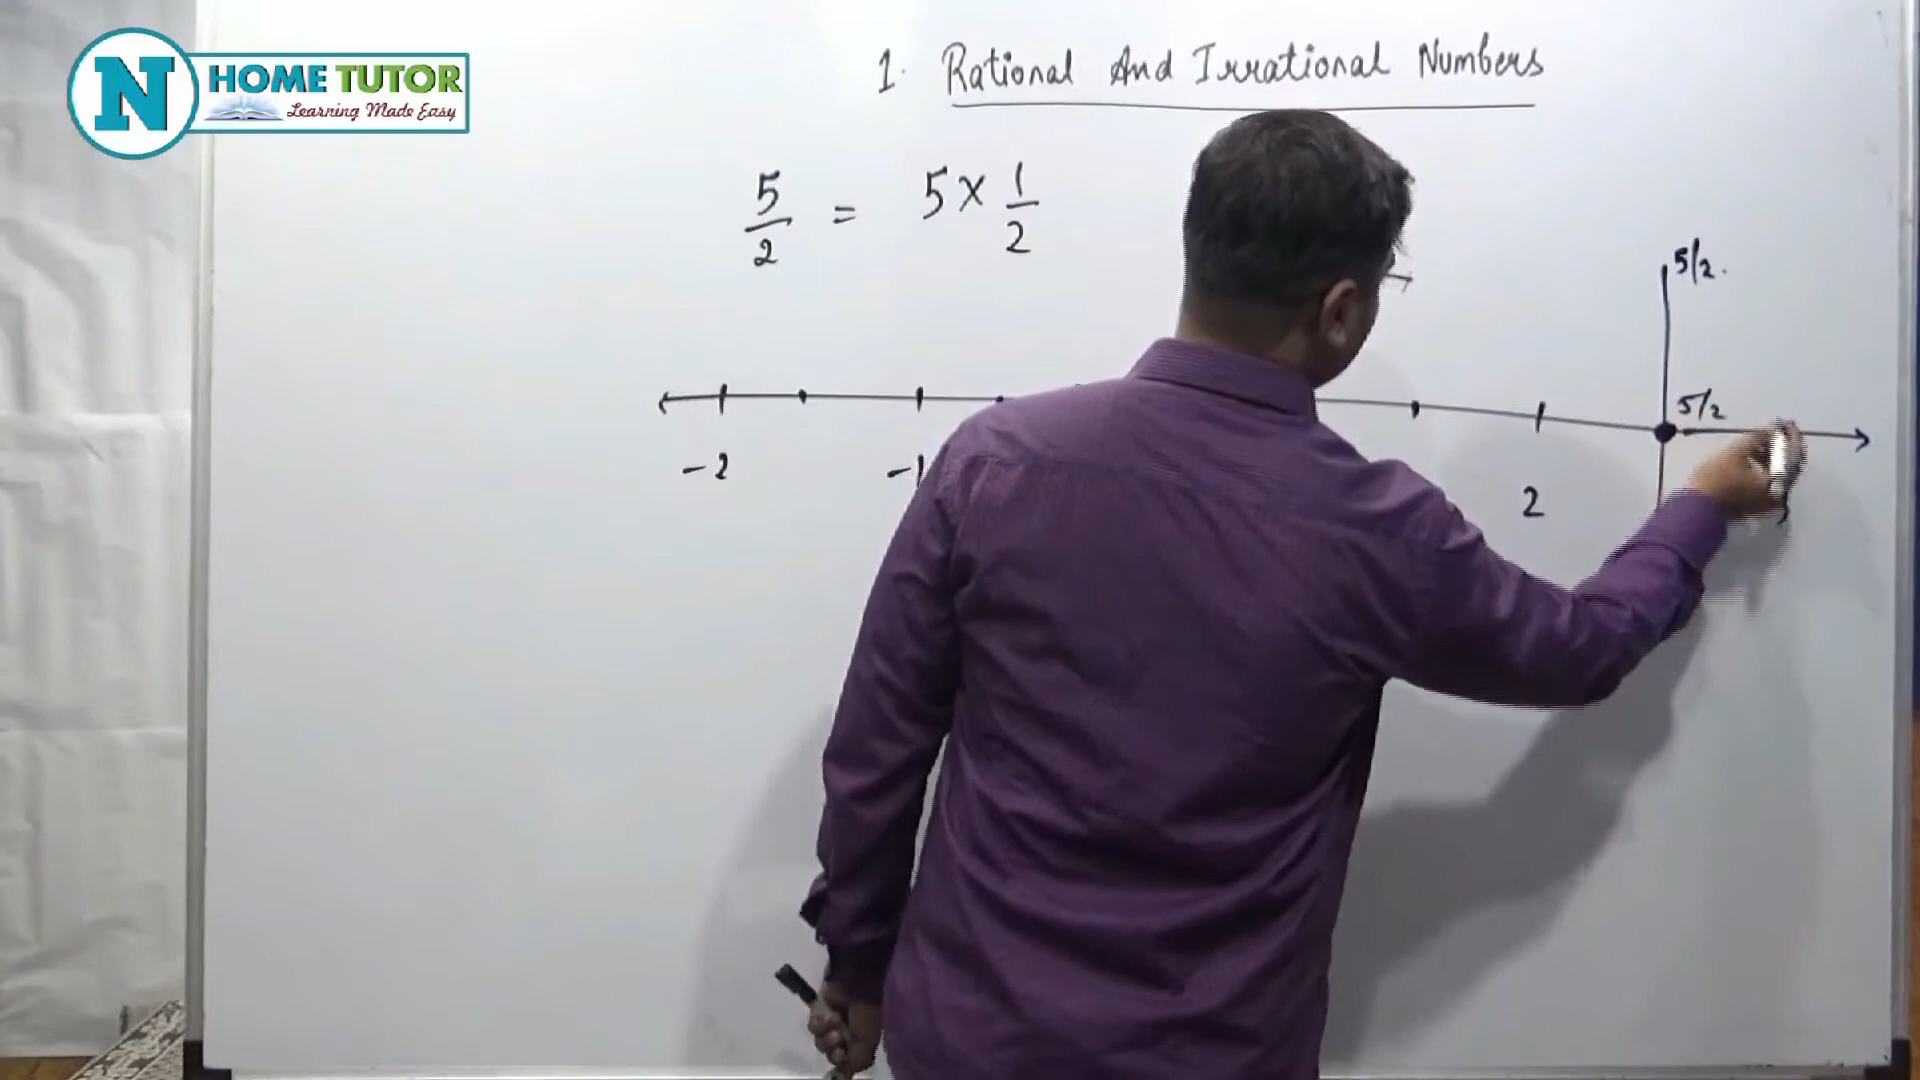 N HOME TUTOR
Learning Made Easy
1. Rational And Irrational Numbers
5/2 = 5 × 1/2
5/2.
5/2
-2 -1 2